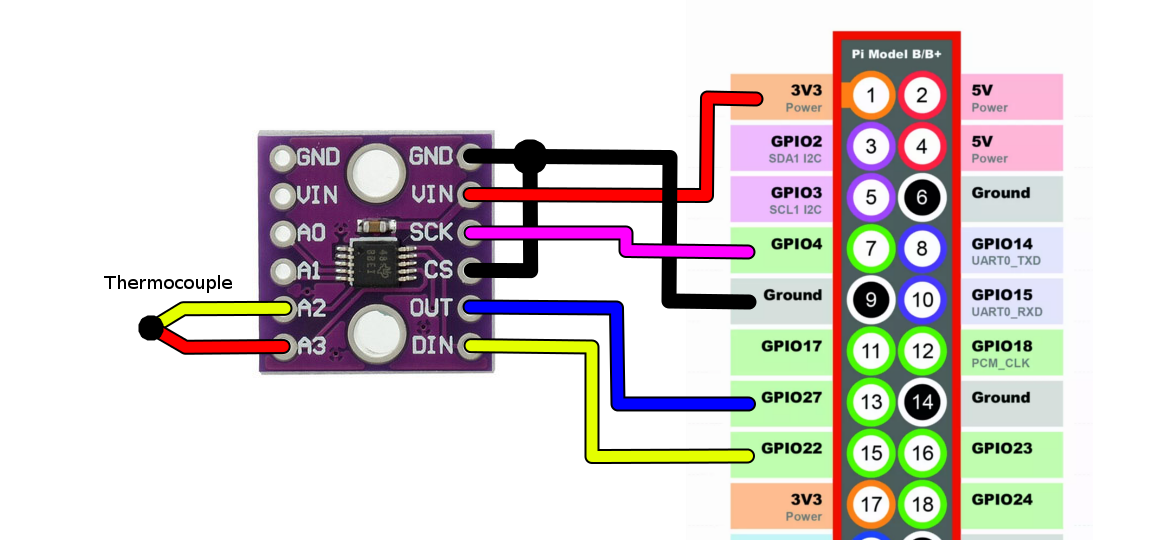 Pi Model B/B+
3V3
Power
1
2
5V
Power
GPIO2
SDA1 I2C
3
4
5V
Power
GPIO3
SCL1 I2C
5
6
Ground
GPIO4
7
8
GPIO14
UART0_TXD
Ground
9
10
GPIO15
UART0_RXD
GPIO17
11
12
GPIO18
PCM_CLK
GPIO27
13
14
Ground
GPIO22
15
16
GPIO23
3V3
Power
17
18
GPIO24
GND
GND
VIN
VIN
A0
SCK
A1
CS
A2
OUT
A3
DIN
Thermocouple